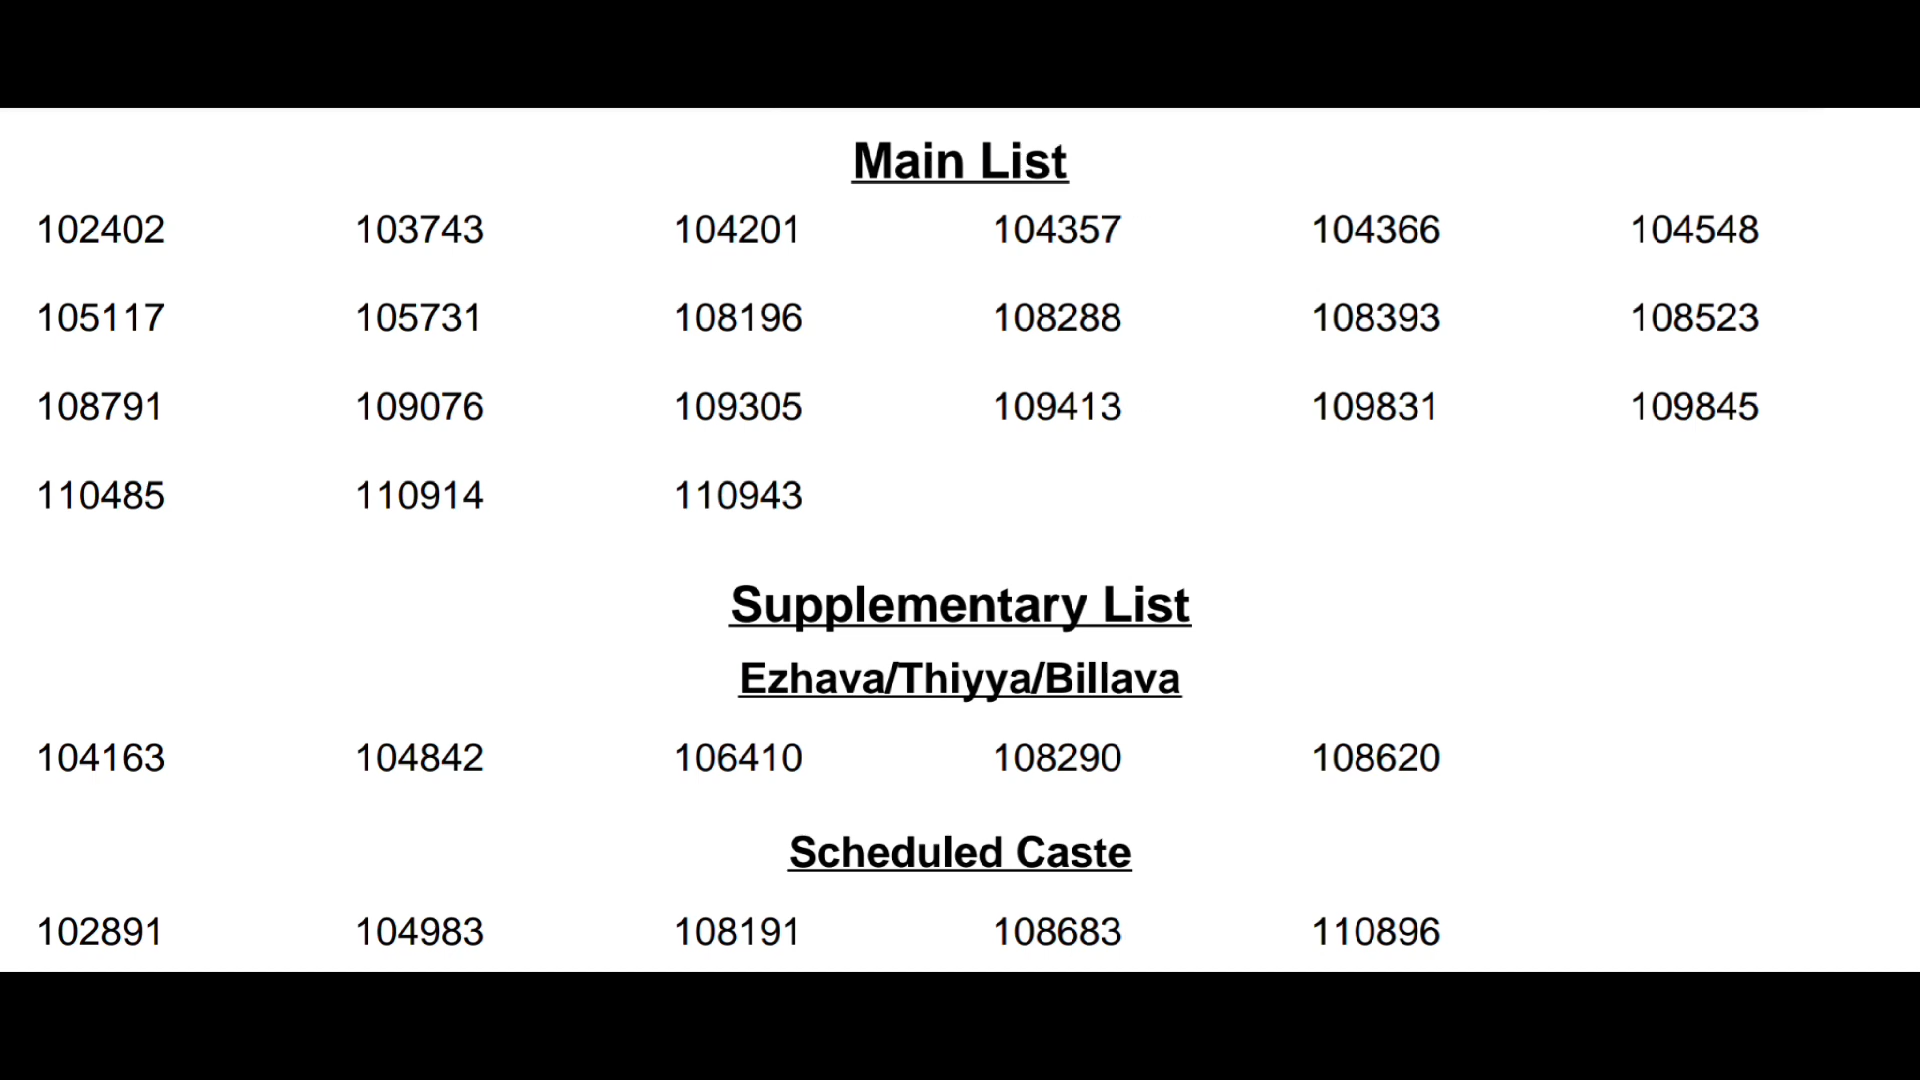 Main List
102402 103743 104201 104357 104366 104548
105117 105731 108196 108288 108393 108523
108791 109076 109305 109413 109831 109845
110485 110914 110943
Supplementary List
Ezhava/Thiyya/Billava
104163 104842 106410 108290 108620
Scheduled Caste
102891 104983 108191 108683 110896